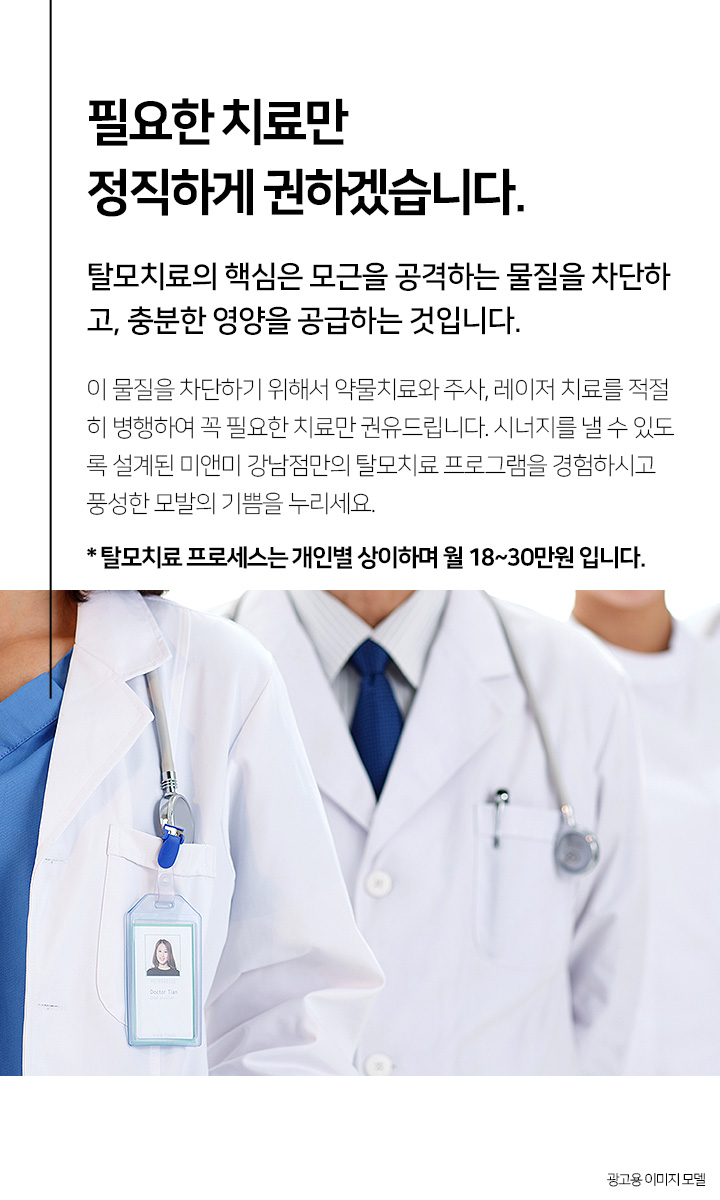 필요한 치료만
정직하게 권하겠습니다.
탈모치료의 핵심은 모근을 공격하는 물질을 차단하
고, 충분한 영양을 공급하는 것입니다.
이 물질을 차단하기 위해서 약물치료와 주사, 레이저 치료를 적절
히 병행하여 꼭 필요한 치료만 권유드립니다. 시너지를 낼 수 있도
록 설계된 미앤미 강남점만의 탈모치료 프로그램을 경험하시고
풍성한 모발의 기쁨을 누리세요.
* 탈모치료 프로세스는 개인별 상이하며 월 18~30만원 입니다.
Doctor Tian
광고용 이미지 모델